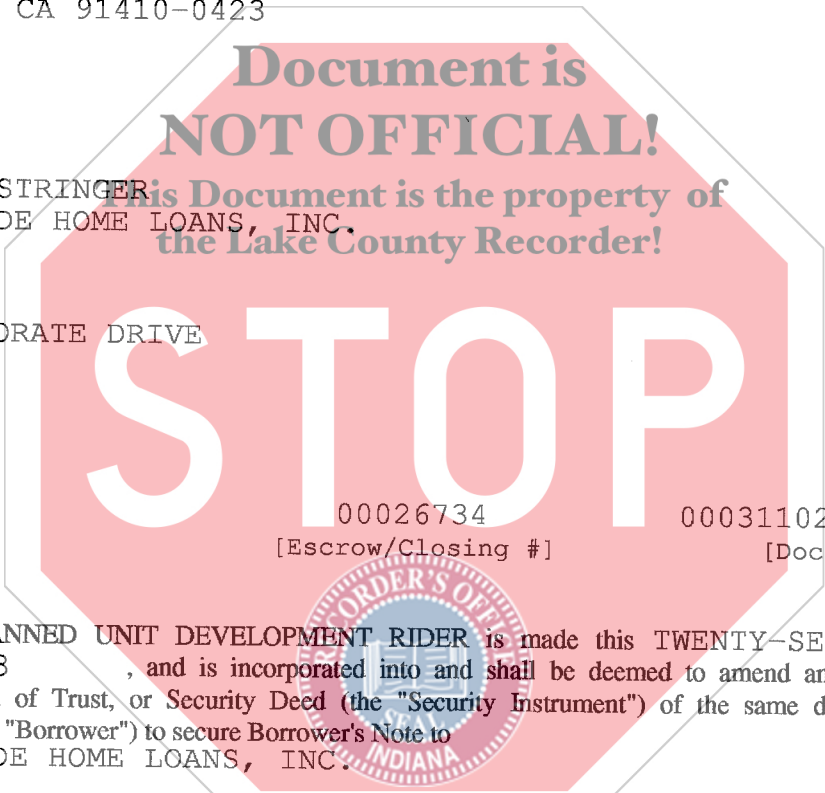 CA 91410-0423
Document is
NOT OFFICIAL!
STRINGER
This Document is the property of
DE HOME LOANS, INC.
the Lake County Recorder!
ORATE DRIVE
STOP
00026734 00031102
[Escrow/Closing #] [Doc
RECORDER'S OFFICE
ANNED UNIT DEVELOPMENT RIDER is made this TWENTY-SE
8 , and is incorporated into and shall be deemed to amend an
of Trust, or Security Deed (the "Security Instrument") of the same d
"Borrower") to secure Borrower's Note to
SEAL
DE HOME LOANS, INC.
INDIANA